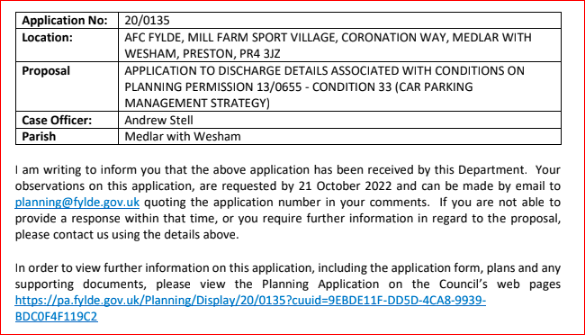 Application No: 20/0135
Location: AFC FYLDE, MILL FARM SPORT VILLAGE, CORONATION WAY, MEDLAR WITH
WESHAM, PRESTON, PR4 3JZ
Proposal APPLICATION TO DISCHARGE DETAILS ASSOCIATED WITH CONDITIONS ON
PLANNING PERMISSION 13/0655 - CONDITION 33 (CAR PARKING
MANAGEMENT STRATEGY)
Case Officer: Andrew Stell
Parish Medlar with Wesham
I am writing to inform you that the above application has been received by this Department. Your
observations on this application, are requested by 21 October 2022 and can be made by email to
planning@fylde.gov.uk quoting the application number in your comments. If you are not able to
provide a response within that time, or you require further information in regard to the proposal,
please contact us using the details above.
In order to view further information on this application, including the application form, plans and any
supporting documents, please view the Planning Application on the Council's web pages
https://pa.fylde.gov.uk/Planning/Display/20/0135?cuuid=9EBDE11F-DD5D-4CA8-9939-
BDC0F4F119C2